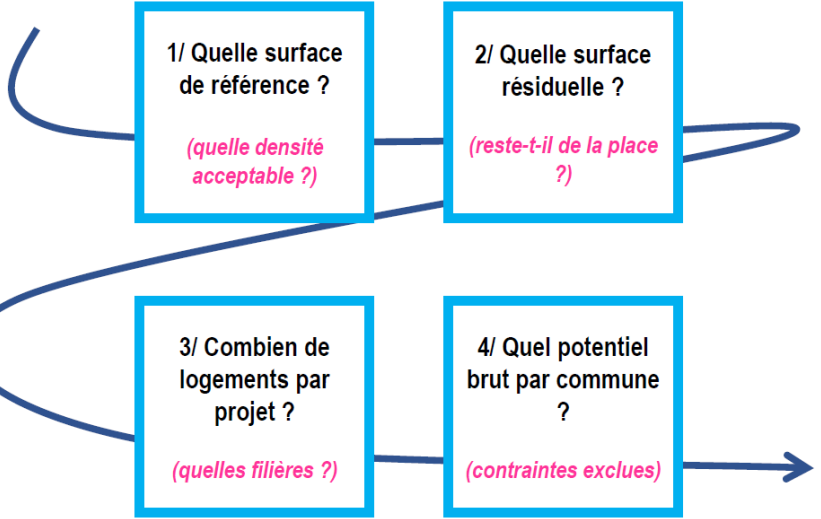 1/ Quelle surface
de référence ?
(quelle densité
acceptable ?)
2/ Quelle surface
résiduelle ?
(reste-t-il de la place
?)
3/ Combien de
logements par
projet ?
(quelles filières ?)
4/ Quel potentiel
brut par commune
?
(contraintes exclues)